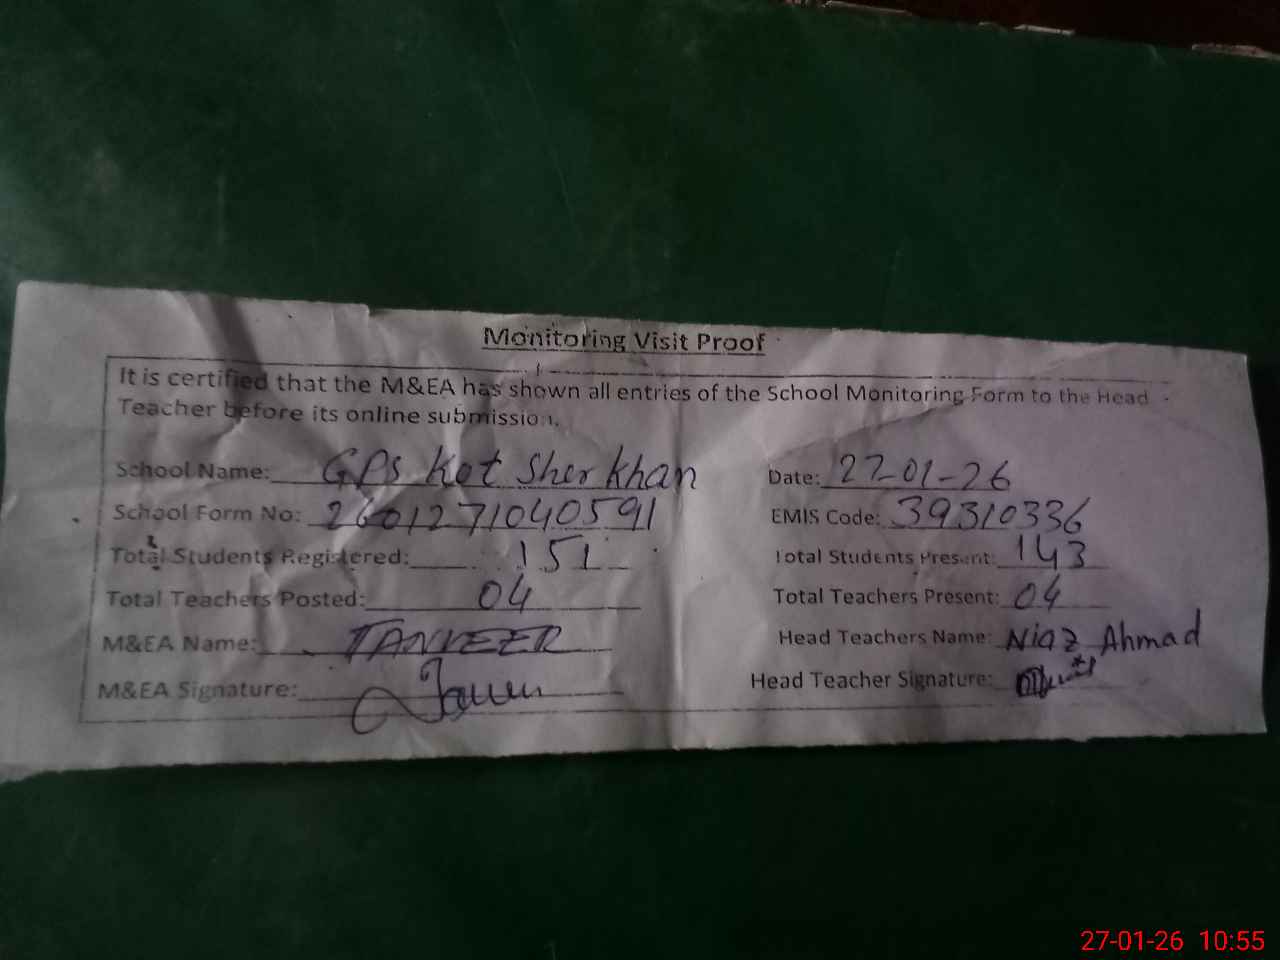 Monitoring Visit Proof
It is certified that the M&EA has shown all entries of the School Monitoring Form to the Head
Teacher before its online submission.
School Name: GPS Kot Sher Khan Date: 27-01-26
School Form No: 2601271040591 EMIS Code: 39310336
Total Students Registered: 151 Total Students Present: 143
Total Teachers Posted: 04 Total Teachers Present: 04
M&EA Name: TANVEER Head Teachers Name: Niaz Ahmad
M&EA Signature: Head Teacher Signature:
27-01-26 10:55